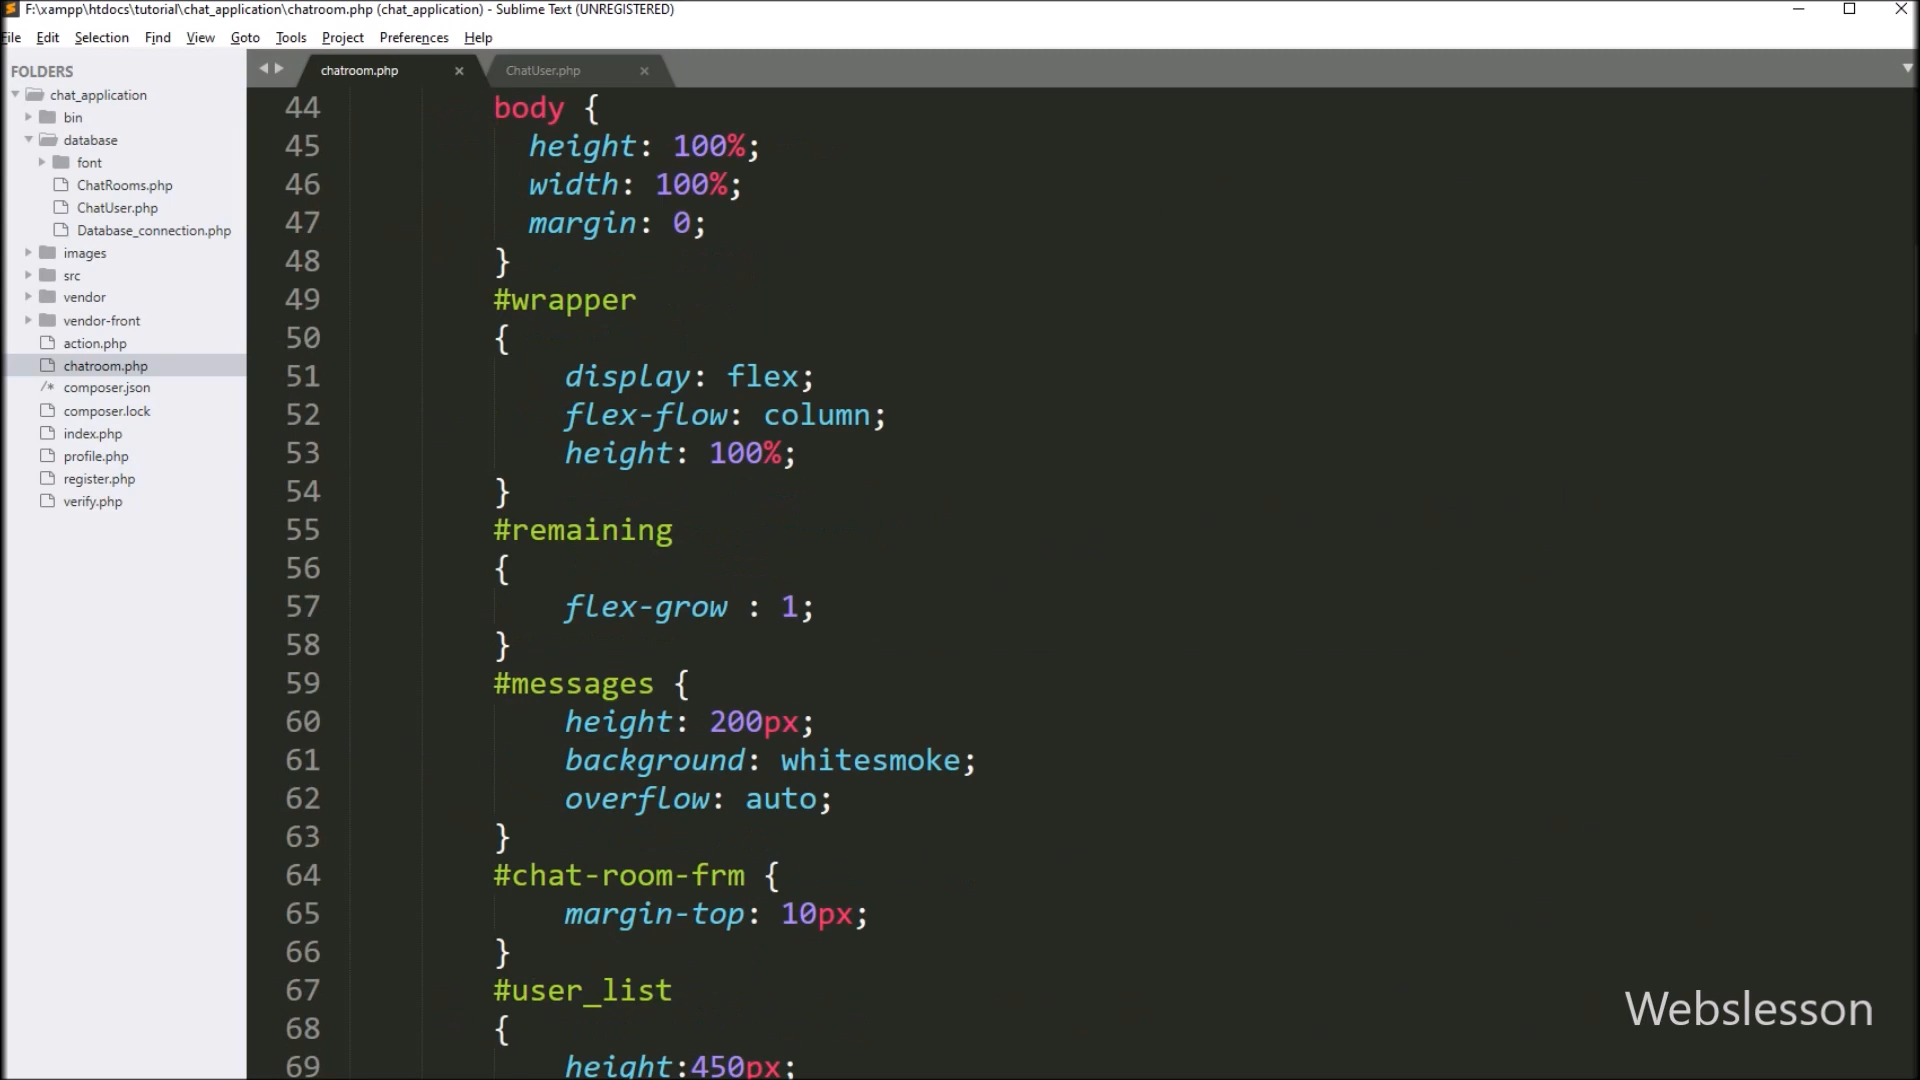 F:\xampp\htdocs\tutorial\chat_application\chatroom.php (chat_application) - Sublime Text (UNREGISTERED)
File Edit Selection Find View Goto Tools Project Preferences Help
FOLDERS
chat_application
bin
database
font
ChatRooms.php
ChatUser.php
Database_connection.php
images
src
vendor
vendor-front
action.php
chatroom.php
/* composer.json
composer.lock
index.php
profile.php
register.php
verify.php
chatroom.php ×
ChatUser.php ×
44 body {
45 height: 100%;
46 width: 100%;
47 margin: 0;
48 }
49 #wrapper
50 {
51 display: flex;
52 flex-flow: column;
53 height: 100%;
54 }
55 #remaining
56 {
57 flex-grow : 1;
58 }
59 #messages {
60 height: 200px;
61 background: whitesmoke;
62 overflow: auto;
63 }
64 #chat-room-frm {
65 margin-top: 10px;
66 }
67 #user_list
68 {
69 height:450px;
Webslesson